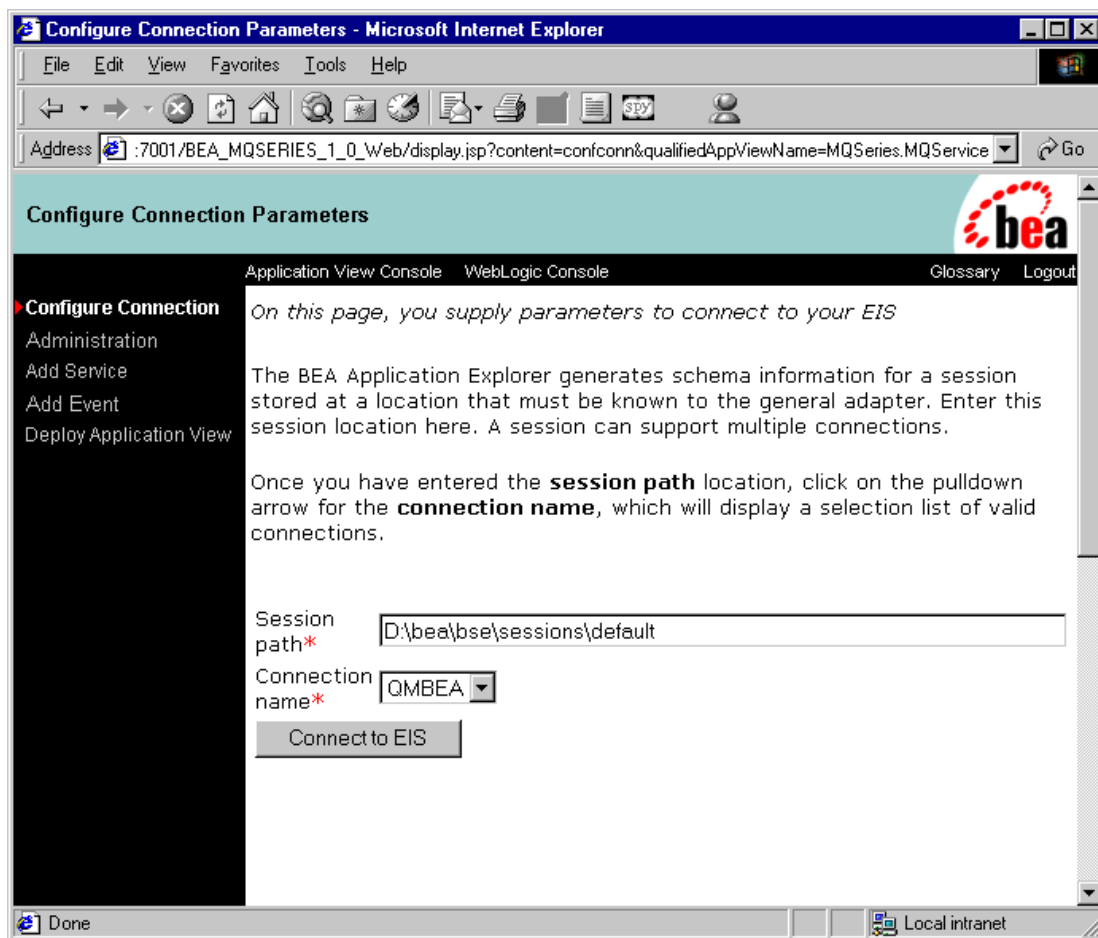 Configure Connection Parameters - Microsoft Internet Explorer
File Edit View Favorites Tools Help
SPY
Address :7001/BEA_MQSERIES_1_0_Web/display.jsp?content=confconn&qualifiedAppViewName=MQSeries.MQService Go
Configure Connection Parameters
bea
Application View Console WebLogic Console Glossary Logout
Configure Connection
Administration
Add Service
Add Event
Deploy Application View
On this page, you supply parameters to connect to your EIS
The BEA Application Explorer generates schema information for a session
stored at a location that must be known to the general adapter. Enter this
session location here. A session can support multiple connections.
Once you have entered the session path location, click on the pulldown
arrow for the connection name, which will display a selection list of valid
connections.
Session
path*
D:\bea\bse\sessions\default
Connection
name*
QMBEA
Connect to EIS
Done
Local intranet